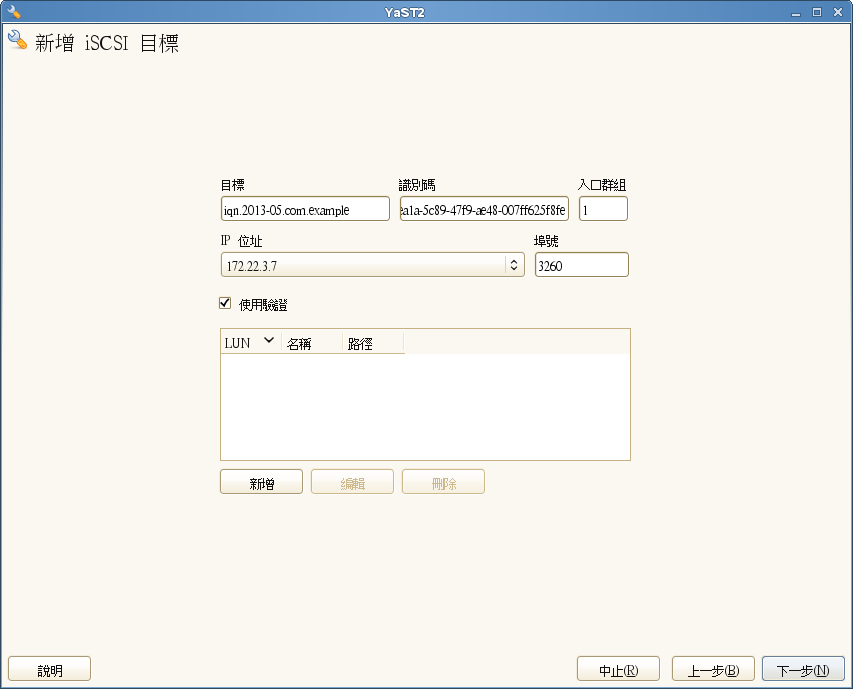 YaST2
新增 iSCSI 目標
目標 識別碼 入口群組
iqn.2013-05.com.example ea1a-5c89-47f9-ae48-007ff625f8fe 1
IP 位址 埠號
172.22.3.7 3260
使用驗證
LUN 名稱 路徑
新增 編輯 刪除
說明 中止(R) 上一步(B) 下一步(N)